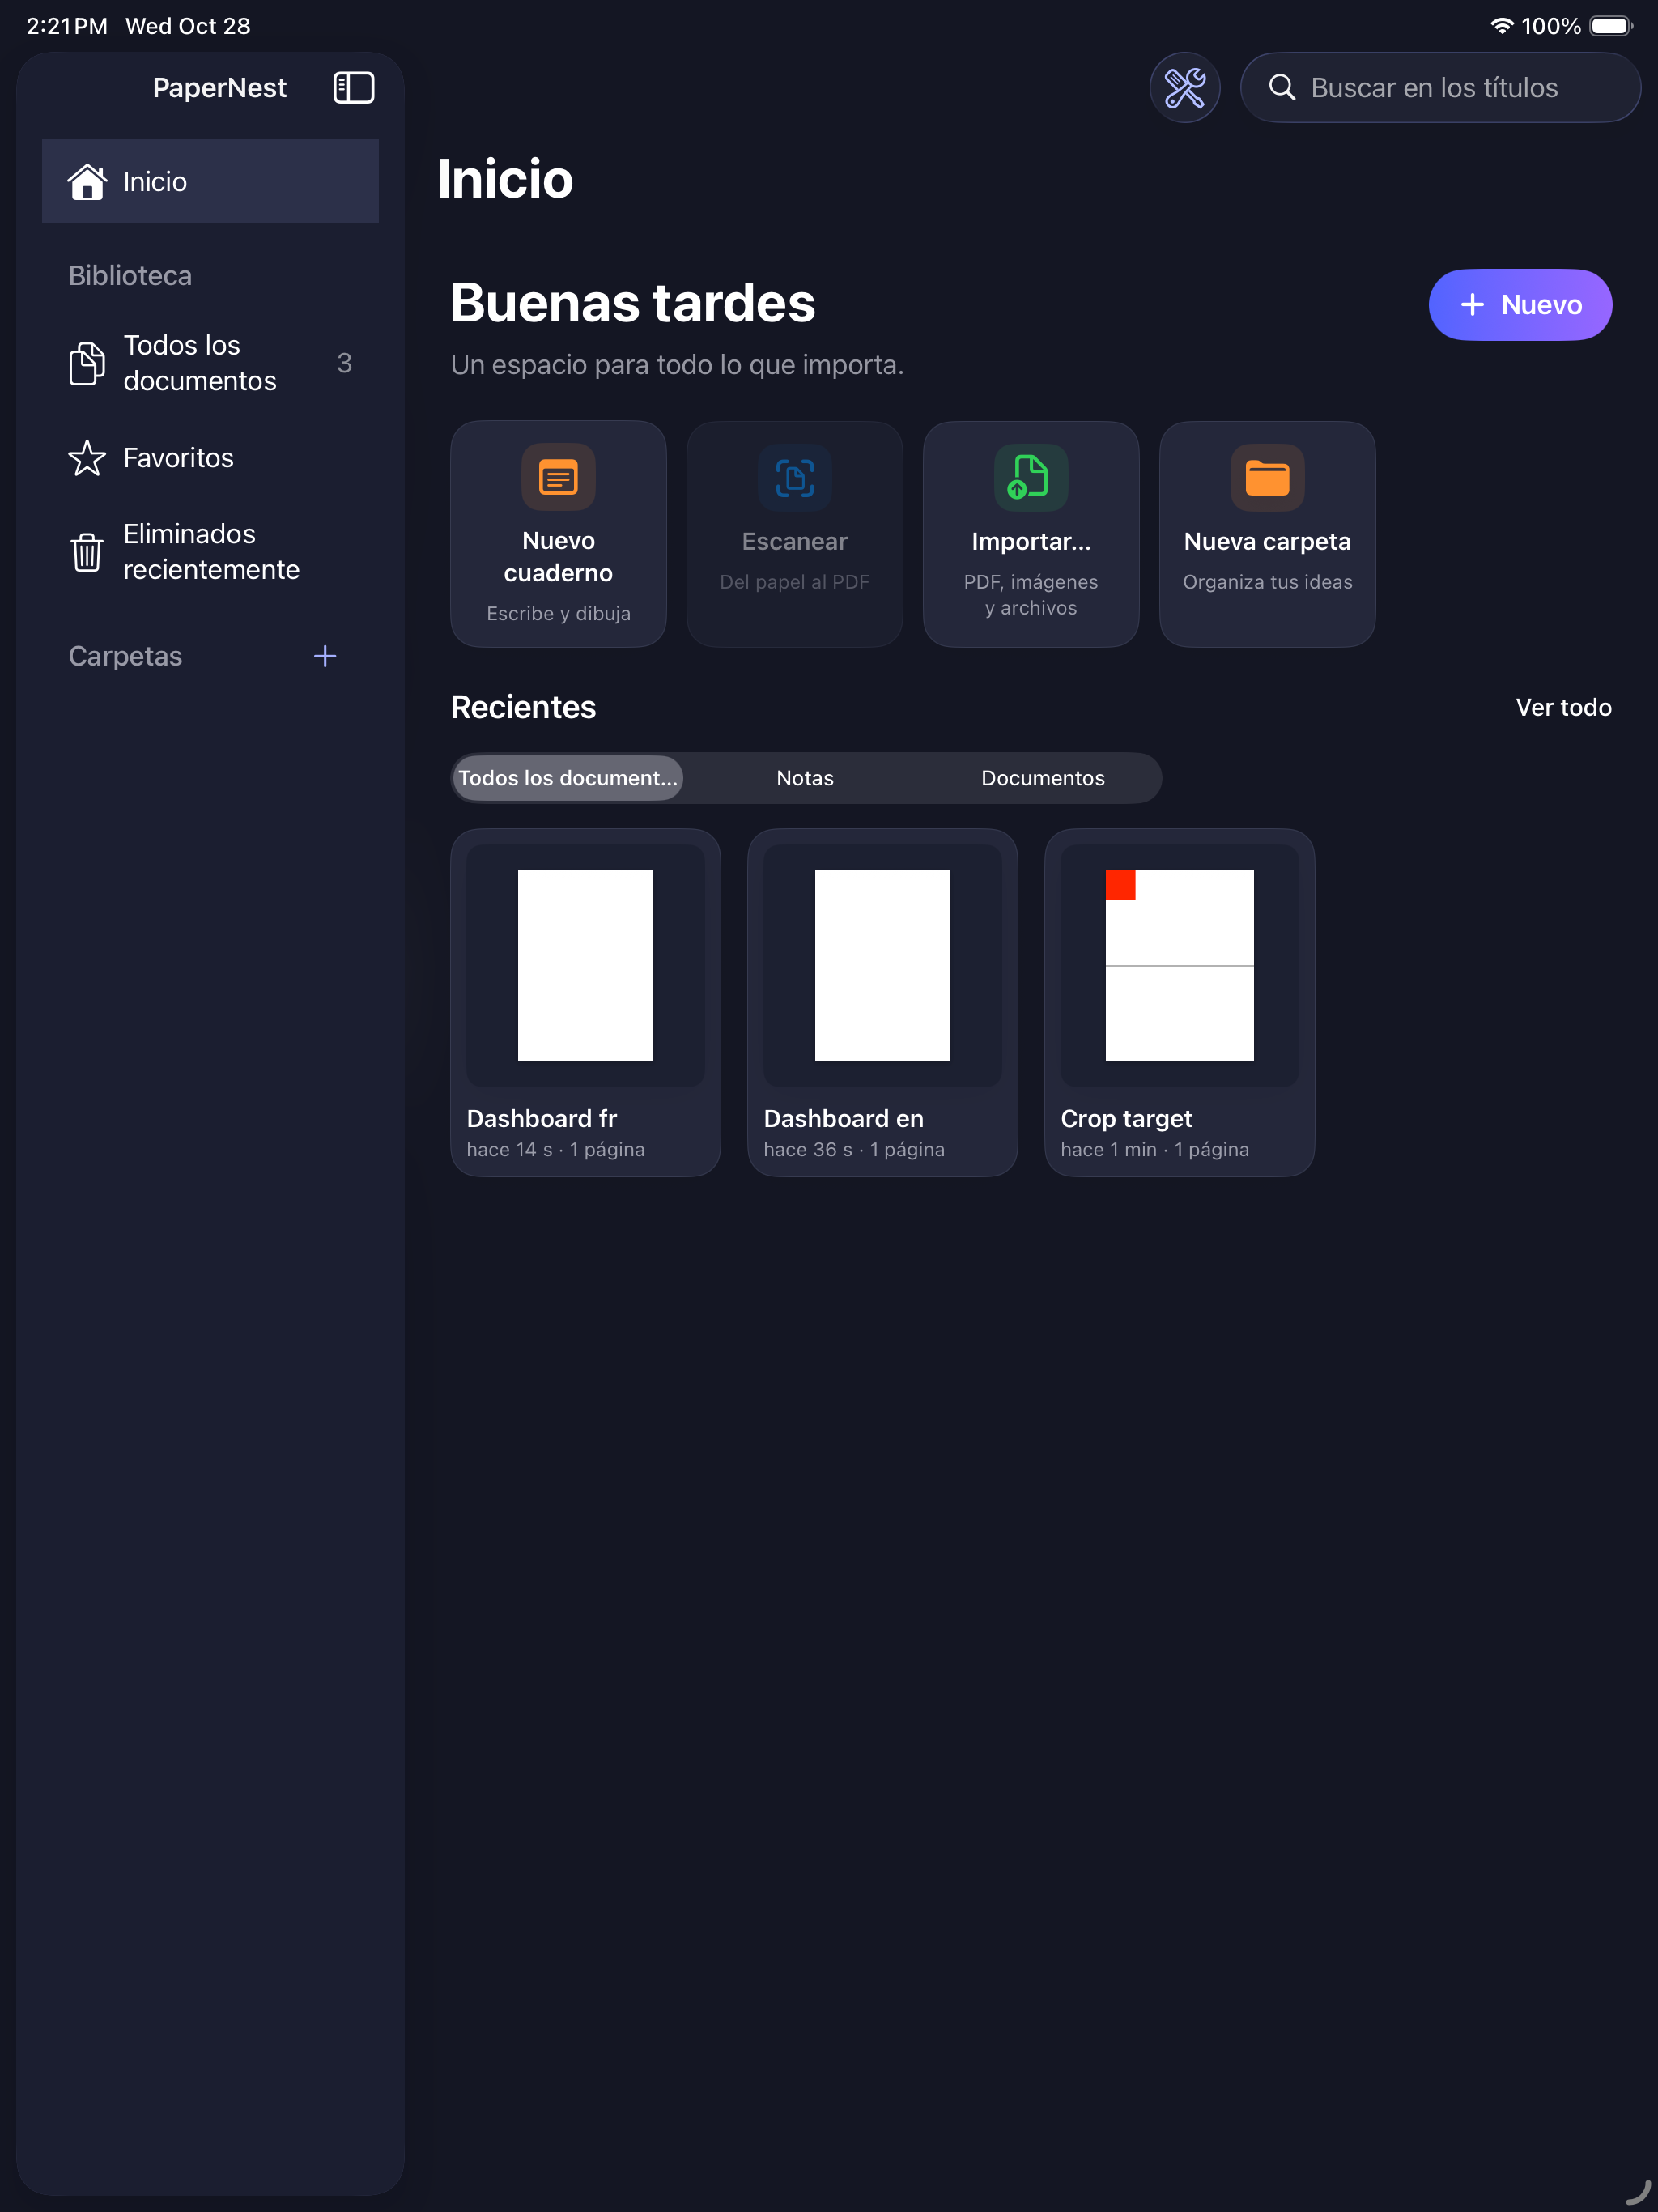 2:21 PM Wed Oct 28
100%
PaperNest
Buscar en los títulos
Inicio
Biblioteca
Todos los
documentos
3
Favoritos
Eliminados
recientemente
Carpetas
Inicio
Buenas tardes
Nuevo
Un espacio para todo lo que importa.
Nuevo
cuaderno
Escribe y dibuja
Escanear
Del papel al PDF
Importar...
PDF, imágenes
y archivos
Nueva carpeta
Organiza tus ideas
Recientes
Ver todo
Todos los document...
Notas
Documentos
Dashboard fr
hace 14 s · 1 página
Dashboard en
hace 36 s · 1 página
Crop target
hace 1 min · 1 página